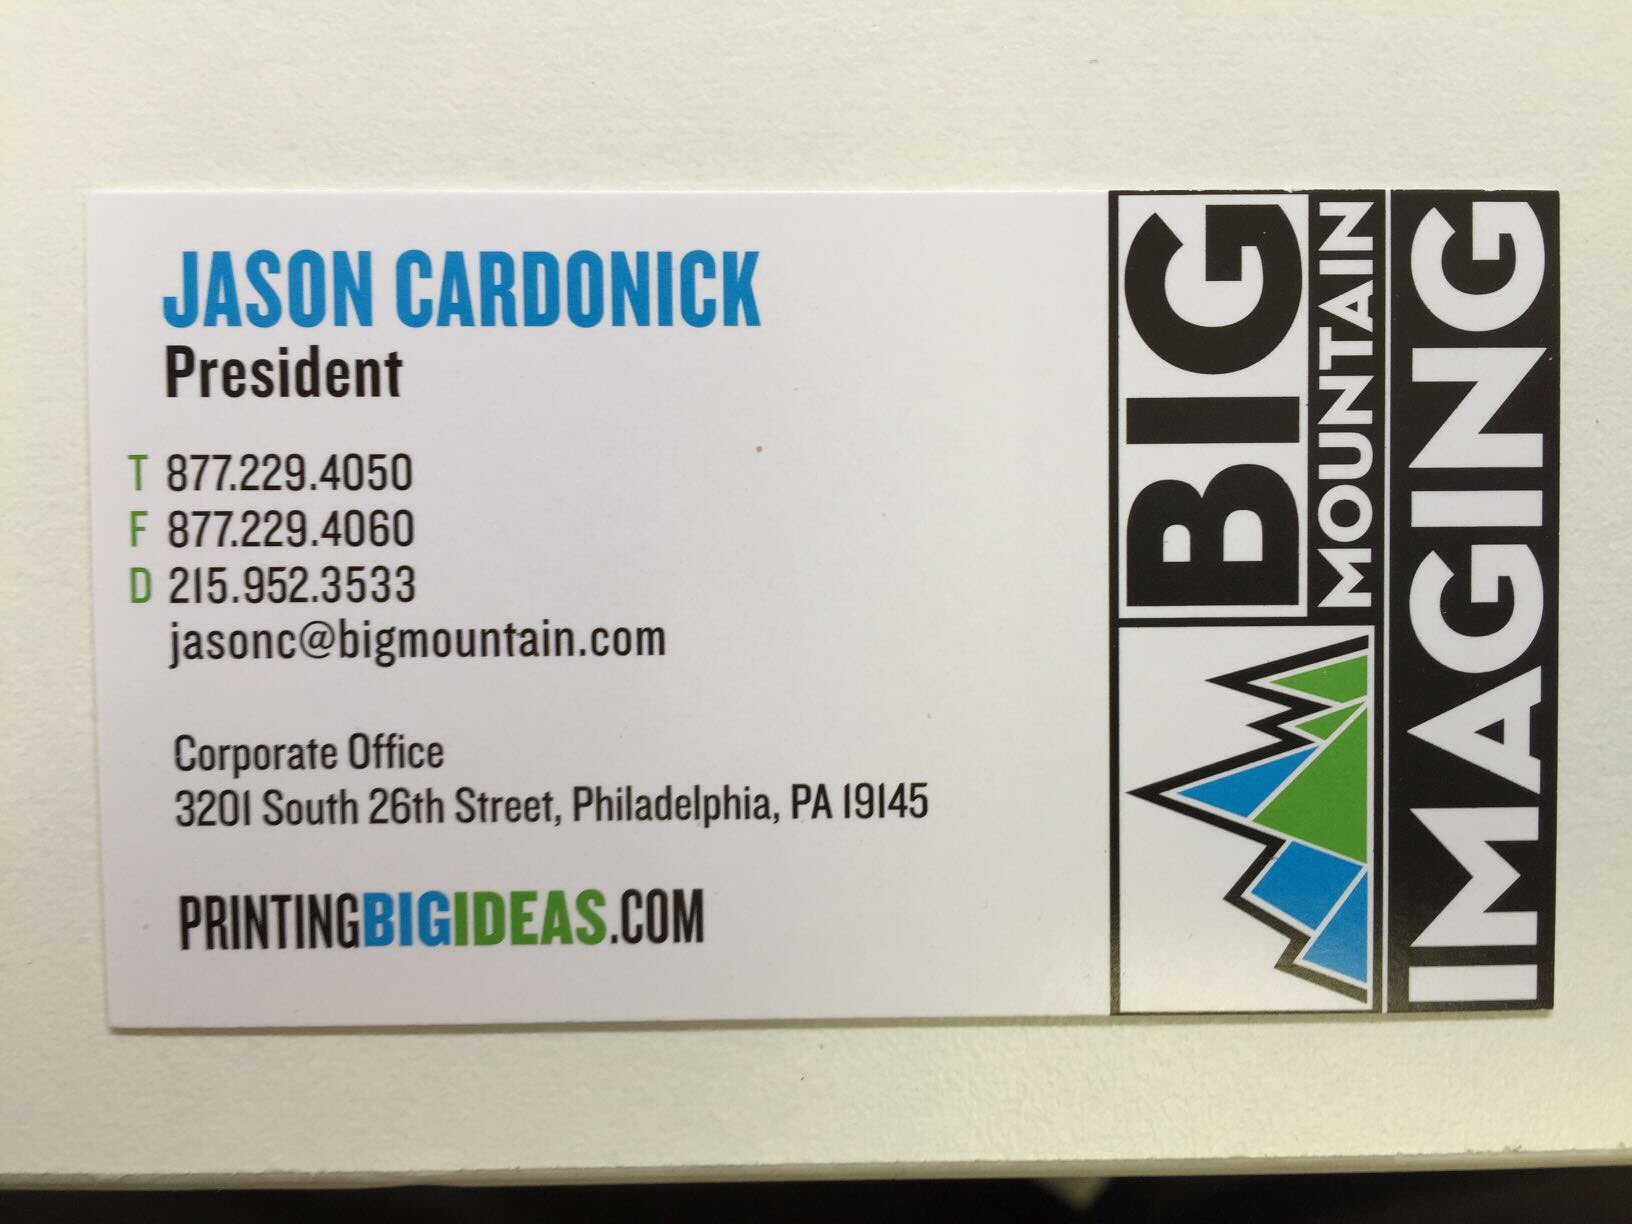 JASON CARDONICK
President
T 877.229.4050
F 877.229.4060
D 215.952.3533
jasonc@bigmountain.com
Corporate Office
3201 South 26th Street, Philadelphia, PA 19145
PRINTINGBIGIDEAS.COM
BIG
MOUNTAIN
IMAGING